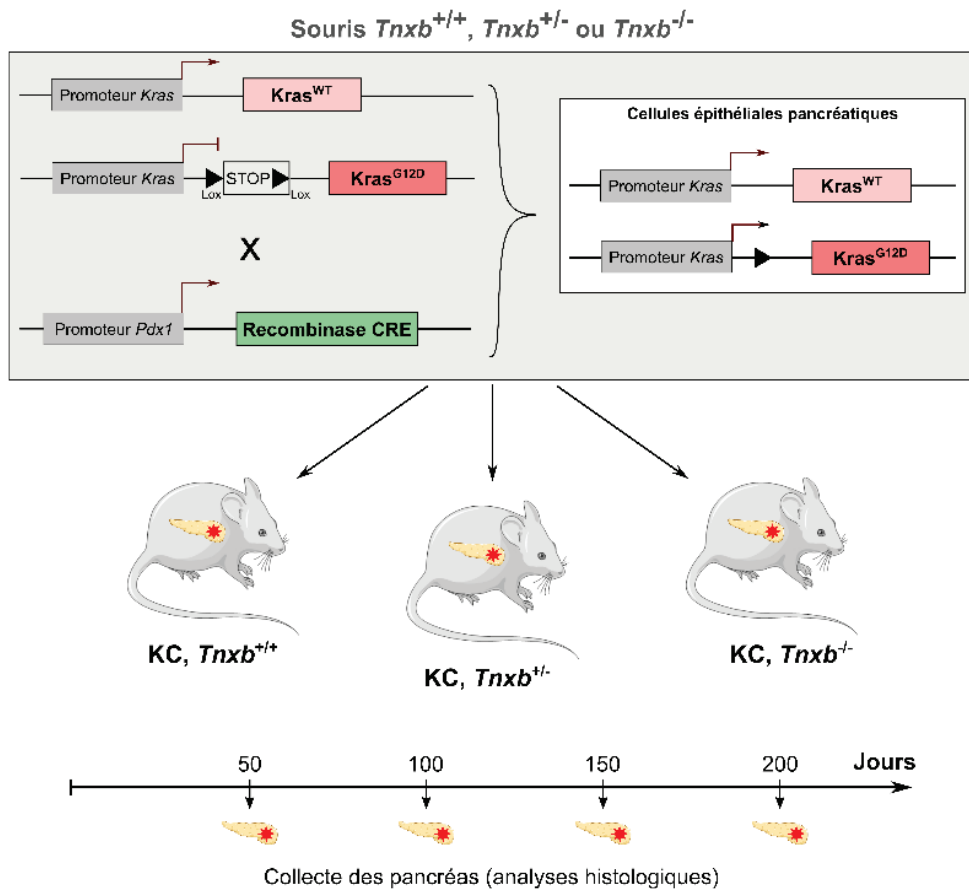 Souris Tnxb+/+, Tnxb+/- ou Tnxb-/-
Promoteur Kras
KrasWT
Promoteur Kras
STOP
KrasG12D
Lox
Lox
X
Promoteur Pdx1
Recombinase CRE
Cellules épithéliales pancréatiques
Promoteur Kras
KrasWT
Promoteur Kras
KrasG12D
KC, Tnxb+/+
KC, Tnxb+/-
KC, Tnxb-/-
50
100
150
200
Jours
Collecte des pancréas (analyses histologiques)